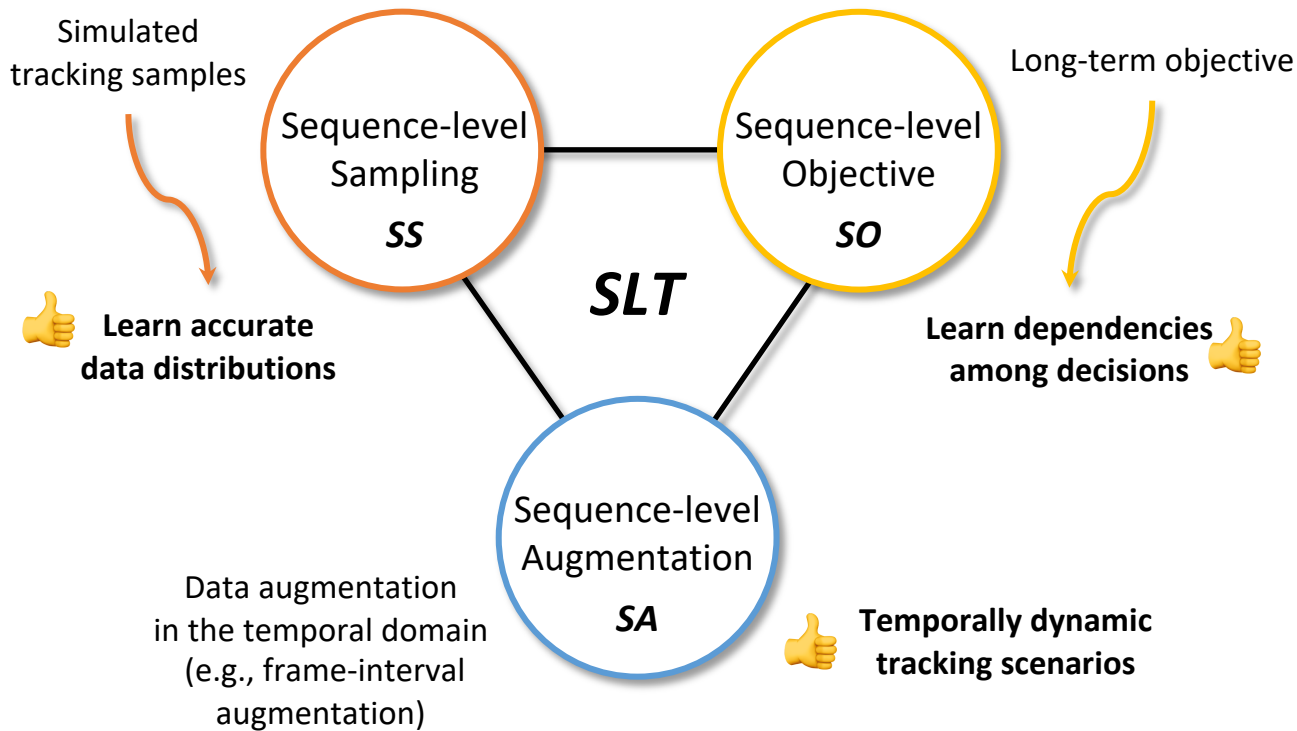 Simulated
tracking samples
Sequence-level
Sampling
SS
Sequence-level
Objective
SO
Long-term objective
SLT
Learn accurate
data distributions
Learn dependencies
among decisions
Sequence-level
Augmentation
SA
Data augmentation
in the temporal domain
(e.g., frame-interval
augmentation)
Temporally dynamic
tracking scenarios